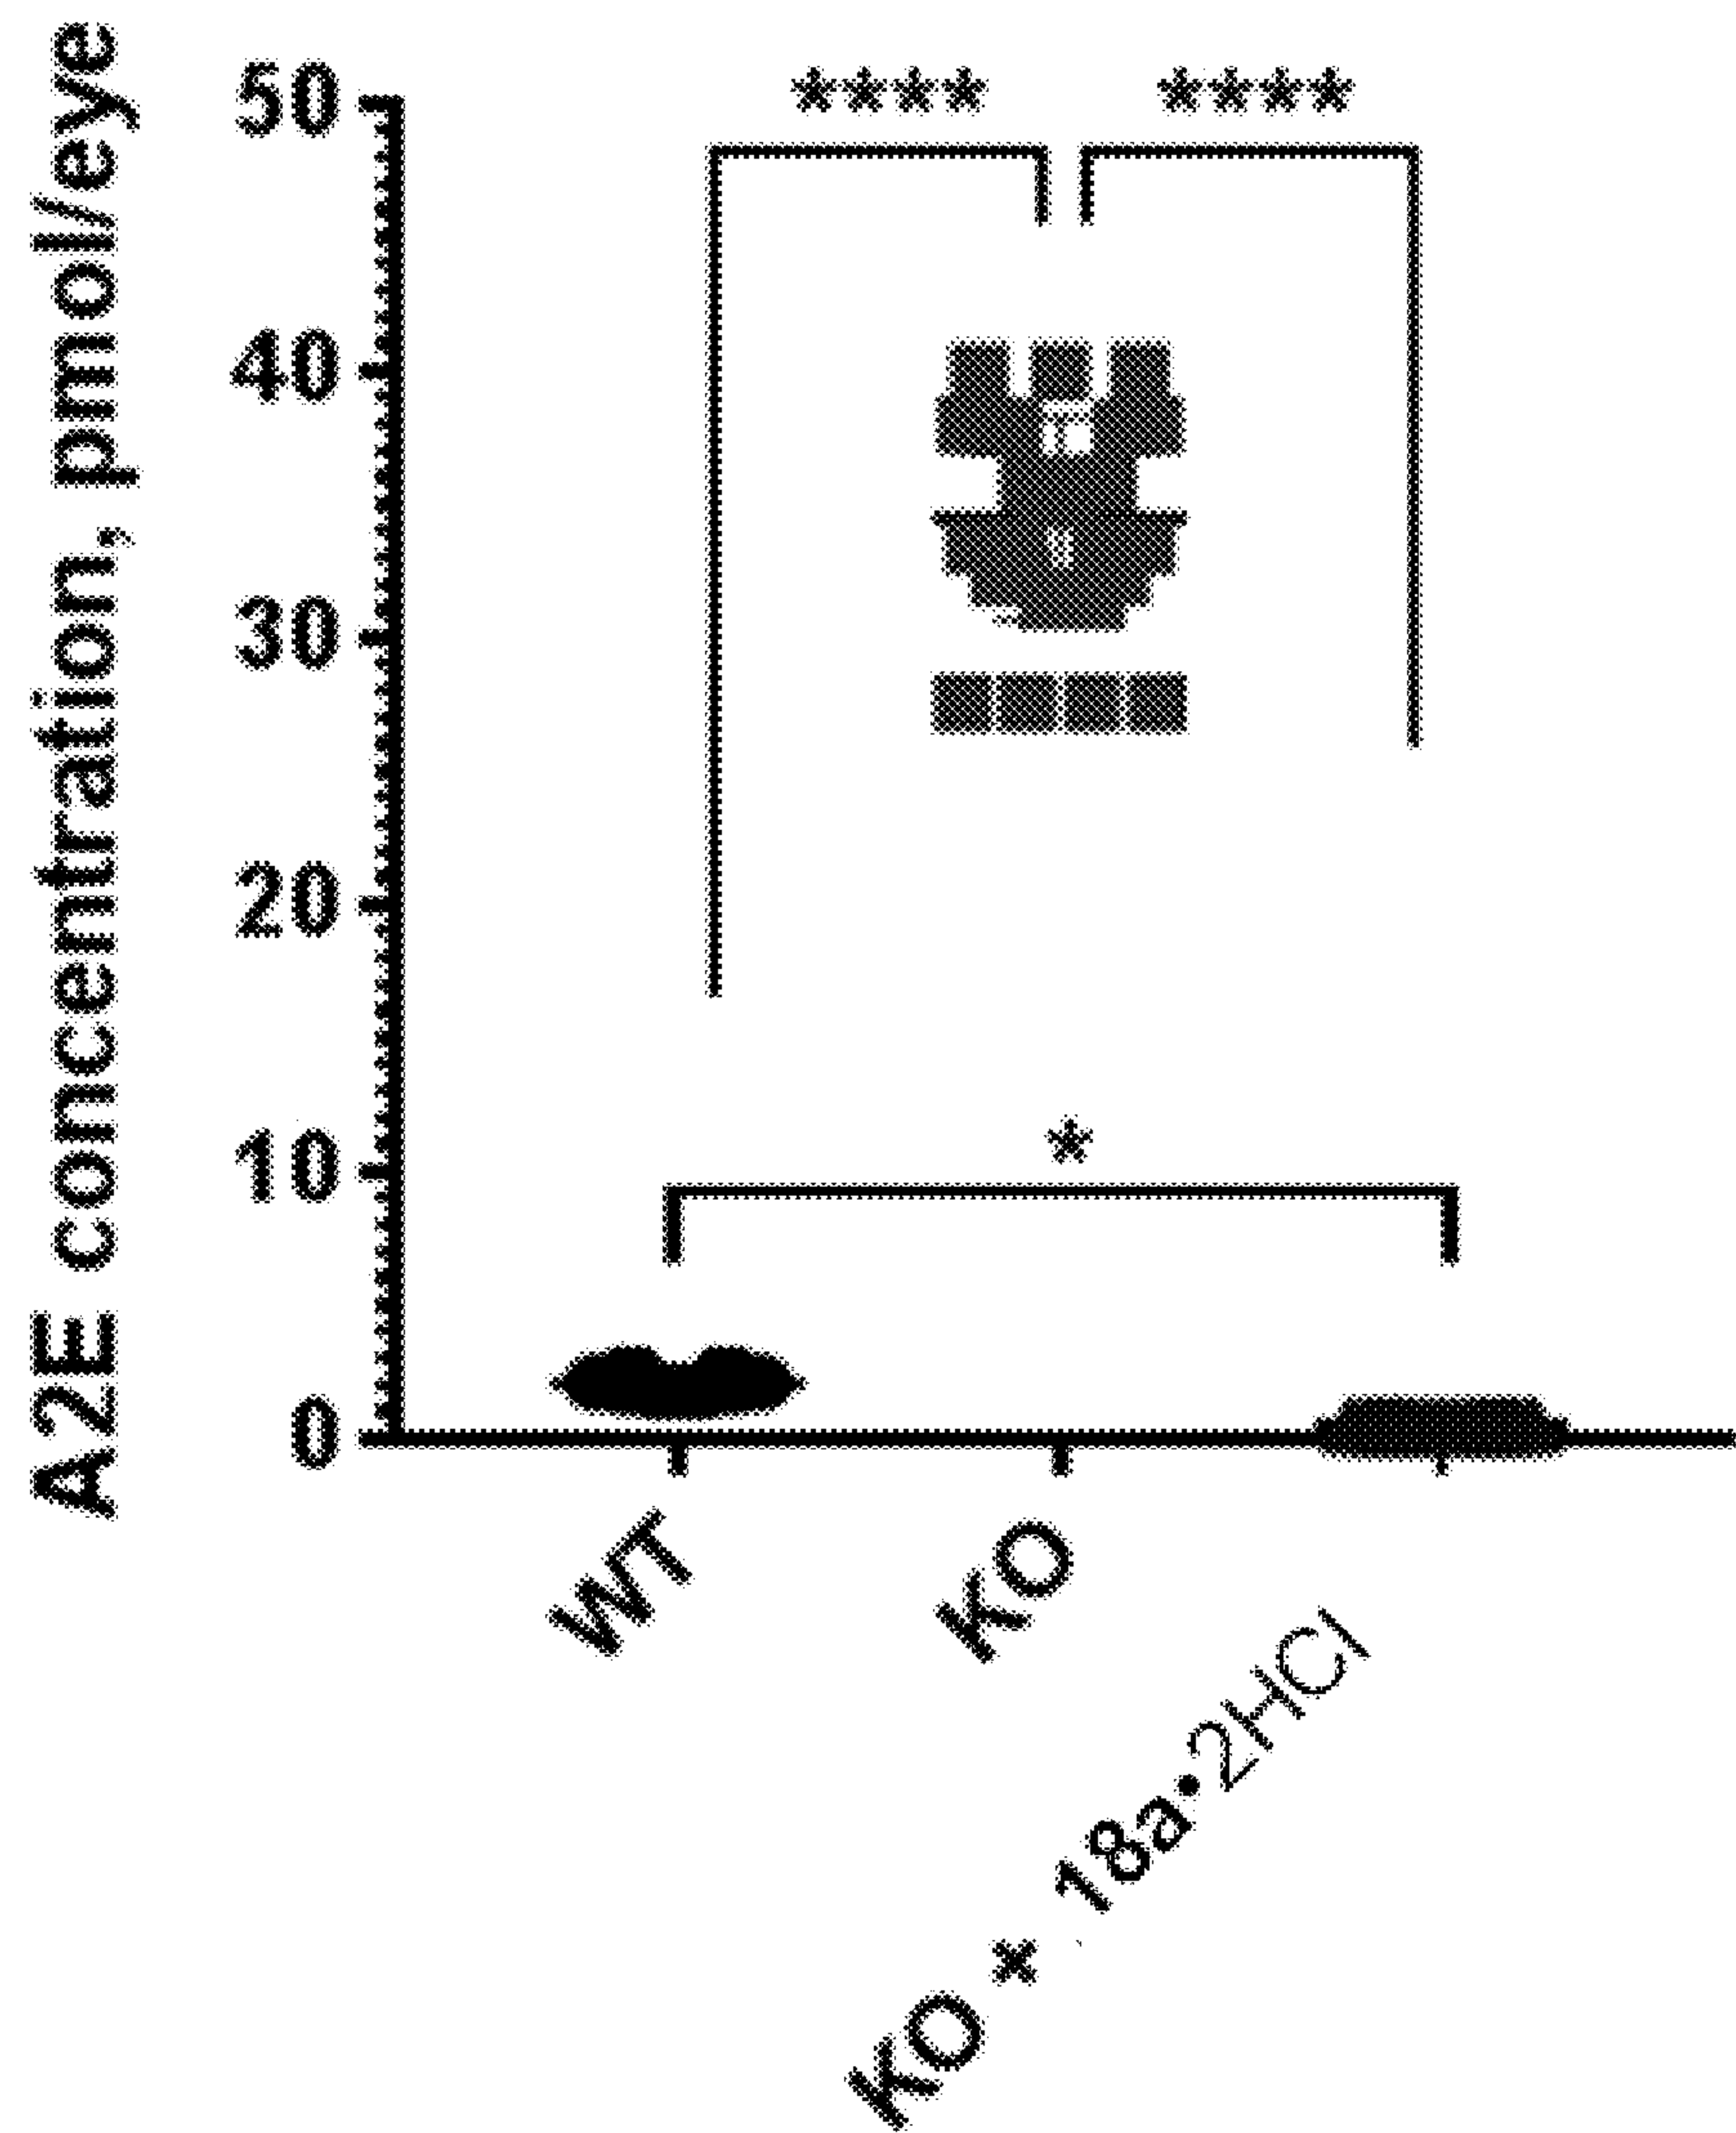 A2E concentration, pmol/eye
50
40
30
20
10
0
**** ****
*
WT
KO
KO + 18a•2HCl